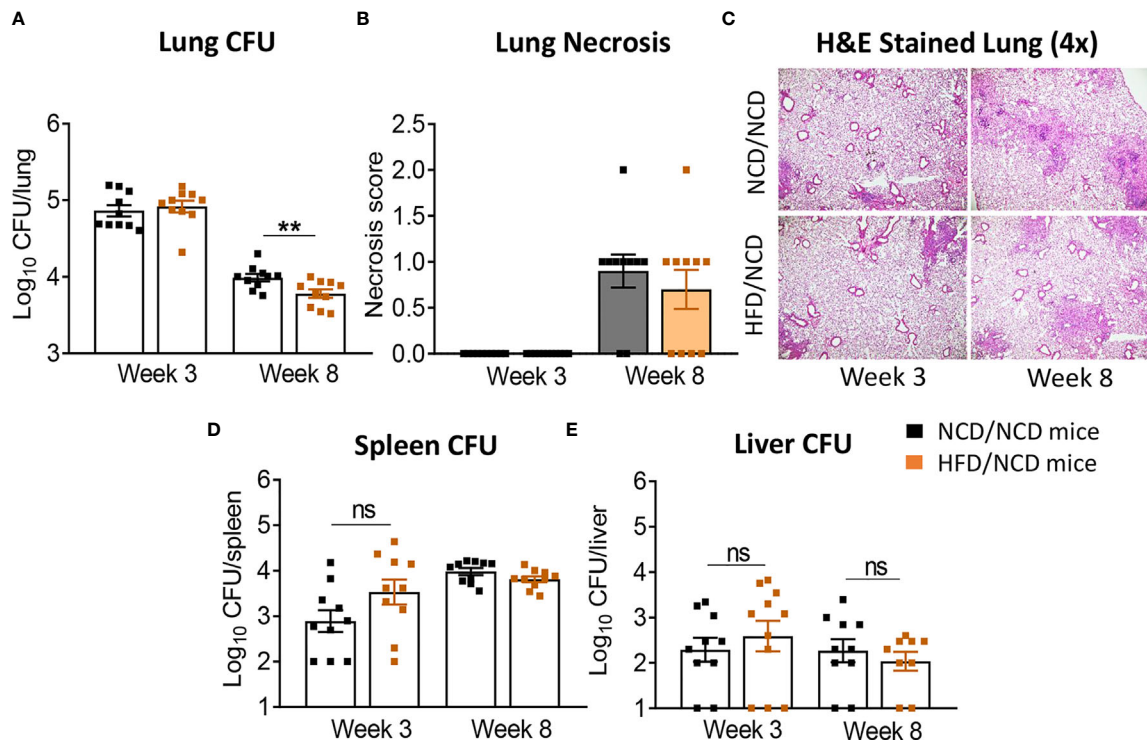 A
Lung CFU
Log10 CFU/lung
6
5
4
3
**
Week 3
Week 8
B
Lung Necrosis
Necrosis score
2.5
2.0
1.5
1.0
0.5
0.0
Week 3
Week 8
C
H&E Stained Lung (4x)
NCD/NCD
HFD/NCD
Week 3
Week 8
D
Spleen CFU
Log10 CFU/spleen
6
5
4
3
2
1
ns
Week 3
Week 8
E
Liver CFU
Log10 CFU/liver
6
5
4
3
2
1
ns
ns
Week 3
Week 8
NCD/NCD mice
HFD/NCD mice